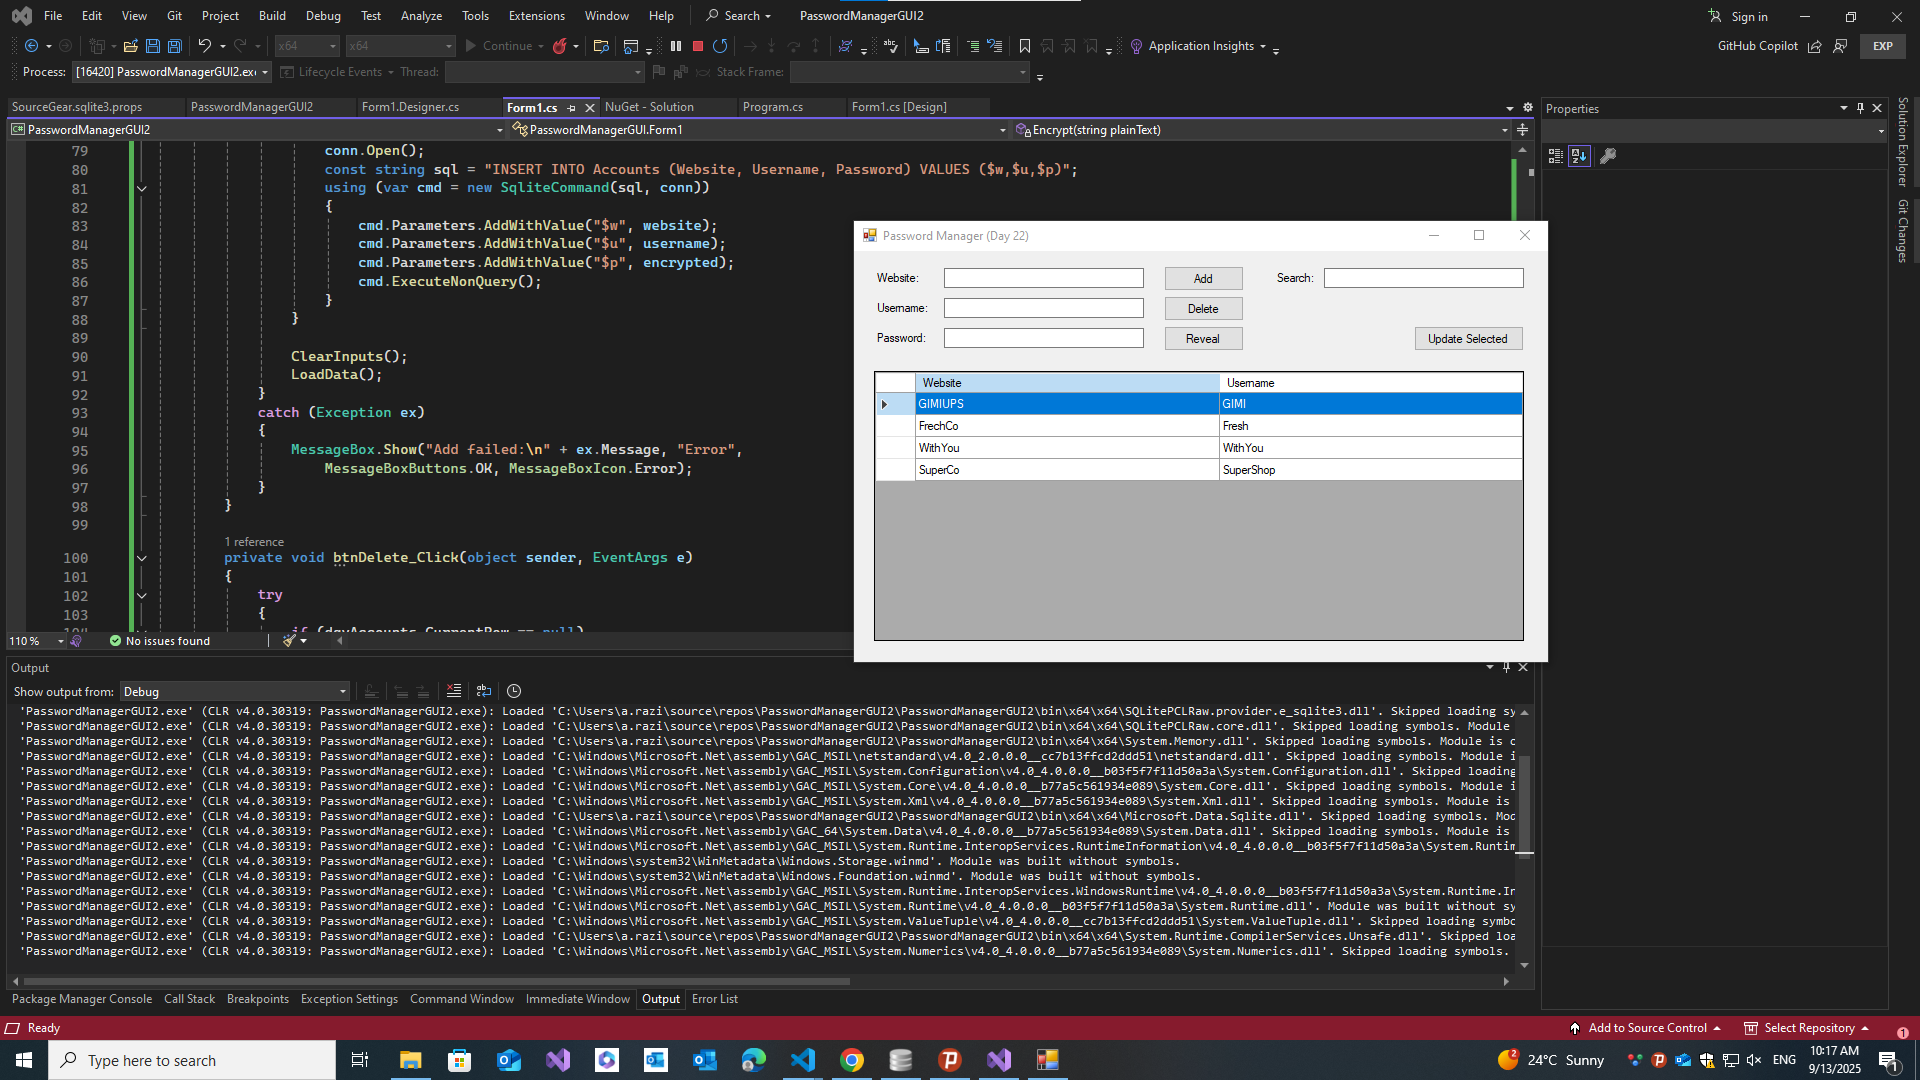 File Edit View Git Project Build Debug Test Analyze Tools Extensions Window Help Search PasswordManagerGUI2 Sign in
x64 x64 Continue Application Insights GitHub Copilot EXP
Process: [16420] PasswordManagerGUI2.exe Lifecycle Events Thread: Stack Frame:
SourceGear.sqlite3.props PasswordManagerGUI2 Form1.Designer.cs Form1.cs NuGet - Solution Program.cs Form1.cs [Design]
PasswordManagerGUI2 PasswordManagerGUI.Form1 Encrypt(string plainText)
79 conn.Open();
80 const string sql = "INSERT INTO Accounts (Website, Username, Password) VALUES ($w,$u,$p)";
81 using (var cmd = new SqliteCommand(sql, conn))
82 {
83 cmd.Parameters.AddWithValue("$w", website);
84 cmd.Parameters.AddWithValue("$u", username);
85 cmd.Parameters.AddWithValue("$p", encrypted);
86 cmd.ExecuteNonQuery();
87 }
88 }
89
90 ClearInputs();
91 LoadData();
92 }
93 catch (Exception ex)
94 {
95 MessageBox.Show("Add failed:\n" + ex.Message, "Error",
96 MessageBoxButtons.OK, MessageBoxIcon.Error);
97 }
98 }
99
1 reference
100 private void btnDelete_Click(object sender, EventArgs e)
101 {
102 try
103 {
110 % No issues found
Password Manager (Day 22)
Website: Add Search:
Username: Delete
Password: Reveal Update Selected
Website Username
GIMIUPS GIMI
FrechCo Fresh
WithYou WithYou
SuperCo SuperShop
Properties
Solution Explorer
Git Changes
Output
Show output from: Debug
'PasswordManagerGUI2.exe' (CLR v4.0.30319: PasswordManagerGUI2.exe): Loaded 'C:\Users\a.razi\source\repos\PasswordManagerGUI2\PasswordManagerGUI2\bin\x64\x64\SQLitePCLRaw.provider.e_sqlite3.dll'. Skipped loading sy
'PasswordManagerGUI2.exe' (CLR v4.0.30319: PasswordManagerGUI2.exe): Loaded 'C:\Users\a.razi\source\repos\PasswordManagerGUI2\PasswordManagerGUI2\bin\x64\x64\SQLitePCLRaw.core.dll'. Skipped loading symbols. Module
'PasswordManagerGUI2.exe' (CLR v4.0.30319: PasswordManagerGUI2.exe): Loaded 'C:\Users\a.razi\source\repos\PasswordManagerGUI2\PasswordManagerGUI2\bin\x64\x64\System.Memory.dll'. Skipped loading symbols. Module is o
'PasswordManagerGUI2.exe' (CLR v4.0.30319: PasswordManagerGUI2.exe): Loaded 'C:\Windows\Microsoft.Net\assembly\GAC_MSIL\netstandard\v4.0_2.0.0.0__cc7b13ffcd2ddd51\netstandard.dll'. Skipped loading symbols. Module i
'PasswordManagerGUI2.exe' (CLR v4.0.30319: PasswordManagerGUI2.exe): Loaded 'C:\Windows\Microsoft.Net\assembly\GAC_MSIL\System.Configuration\v4.0_4.0.0.0__b03f5f7f11d50a3a\System.Configuration.dll'. Skipped loading
'PasswordManagerGUI2.exe' (CLR v4.0.30319: PasswordManagerGUI2.exe): Loaded 'C:\Windows\Microsoft.Net\assembly\GAC_MSIL\System.Core\v4.0_4.0.0.0__b77a5c561934e089\System.Core.dll'. Skipped loading symbols. Module i
'PasswordManagerGUI2.exe' (CLR v4.0.30319: PasswordManagerGUI2.exe): Loaded 'C:\Windows\Microsoft.Net\assembly\GAC_MSIL\System.Xml\v4.0_4.0.0.0__b77a5c561934e089\System.Xml.dll'. Skipped loading symbols. Module is
'PasswordManagerGUI2.exe' (CLR v4.0.30319: PasswordManagerGUI2.exe): Loaded 'C:\Users\a.razi\source\repos\PasswordManagerGUI2\PasswordManagerGUI2\bin\x64\x64\Microsoft.Data.Sqlite.dll'. Skipped loading symbols. Mod
'PasswordManagerGUI2.exe' (CLR v4.0.30319: PasswordManagerGUI2.exe): Loaded 'C:\Windows\Microsoft.Net\assembly\GAC_64\System.Data\v4.0_4.0.0.0__b77a5c561934e089\System.Data.dll'. Skipped loading symbols. Module is
'PasswordManagerGUI2.exe' (CLR v4.0.30319: PasswordManagerGUI2.exe): Loaded 'C:\Windows\Microsoft.Net\assembly\GAC_MSIL\System.Runtime.InteropServices.RuntimeInformation\v4.0_4.0.0.0__b03f5f7f11d50a3a\System.Runtim
'PasswordManagerGUI2.exe' (CLR v4.0.30319: PasswordManagerGUI2.exe): Loaded 'C:\Windows\system32\WinMetadata\Windows.Storage.winmd'. Module was built without symbols.
'PasswordManagerGUI2.exe' (CLR v4.0.30319: PasswordManagerGUI2.exe): Loaded 'C:\Windows\system32\WinMetadata\Windows.Foundation.winmd'. Module was built without symbols.
'PasswordManagerGUI2.exe' (CLR v4.0.30319: PasswordManagerGUI2.exe): Loaded 'C:\Windows\Microsoft.Net\assembly\GAC_MSIL\System.Runtime.InteropServices.WindowsRuntime\v4.0_4.0.0.0__b03f5f7f11d50a3a\System.Runtime.In
'PasswordManagerGUI2.exe' (CLR v4.0.30319: PasswordManagerGUI2.exe): Loaded 'C:\Windows\Microsoft.Net\assembly\GAC_MSIL\System.Runtime\v4.0_4.0.0.0__b03f5f7f11d50a3a\System.Runtime.dll'. Module was built without sy
'PasswordManagerGUI2.exe' (CLR v4.0.30319: PasswordManagerGUI2.exe): Loaded 'C:\Windows\Microsoft.Net\assembly\GAC_MSIL\System.ValueTuple\v4.0_4.0.0.0__cc7b13ffcd2ddd51\System.ValueTuple.dll'. Skipped loading symbo
'PasswordManagerGUI2.exe' (CLR v4.0.30319: PasswordManagerGUI2.exe): Loaded 'C:\Users\a.razi\source\repos\PasswordManagerGUI2\PasswordManagerGUI2\bin\x64\x64\System.Runtime.CompilerServices.Unsafe.dll'. Skipped loa
'PasswordManagerGUI2.exe' (CLR v4.0.30319: PasswordManagerGUI2.exe): Loaded 'C:\Windows\Microsoft.Net\assembly\GAC_MSIL\System.Numerics\v4.0_4.0.0.0__b77a5c561934e089\System.Numerics.dll'. Skipped loading symbols.
Package Manager Console Call Stack Breakpoints Exception Settings Command Window Immediate Window Output Error List
Ready Add to Source Control Select Repository 1
Type here to search 2 24°C Sunny ENG 10:17 AM 9/13/2025 1